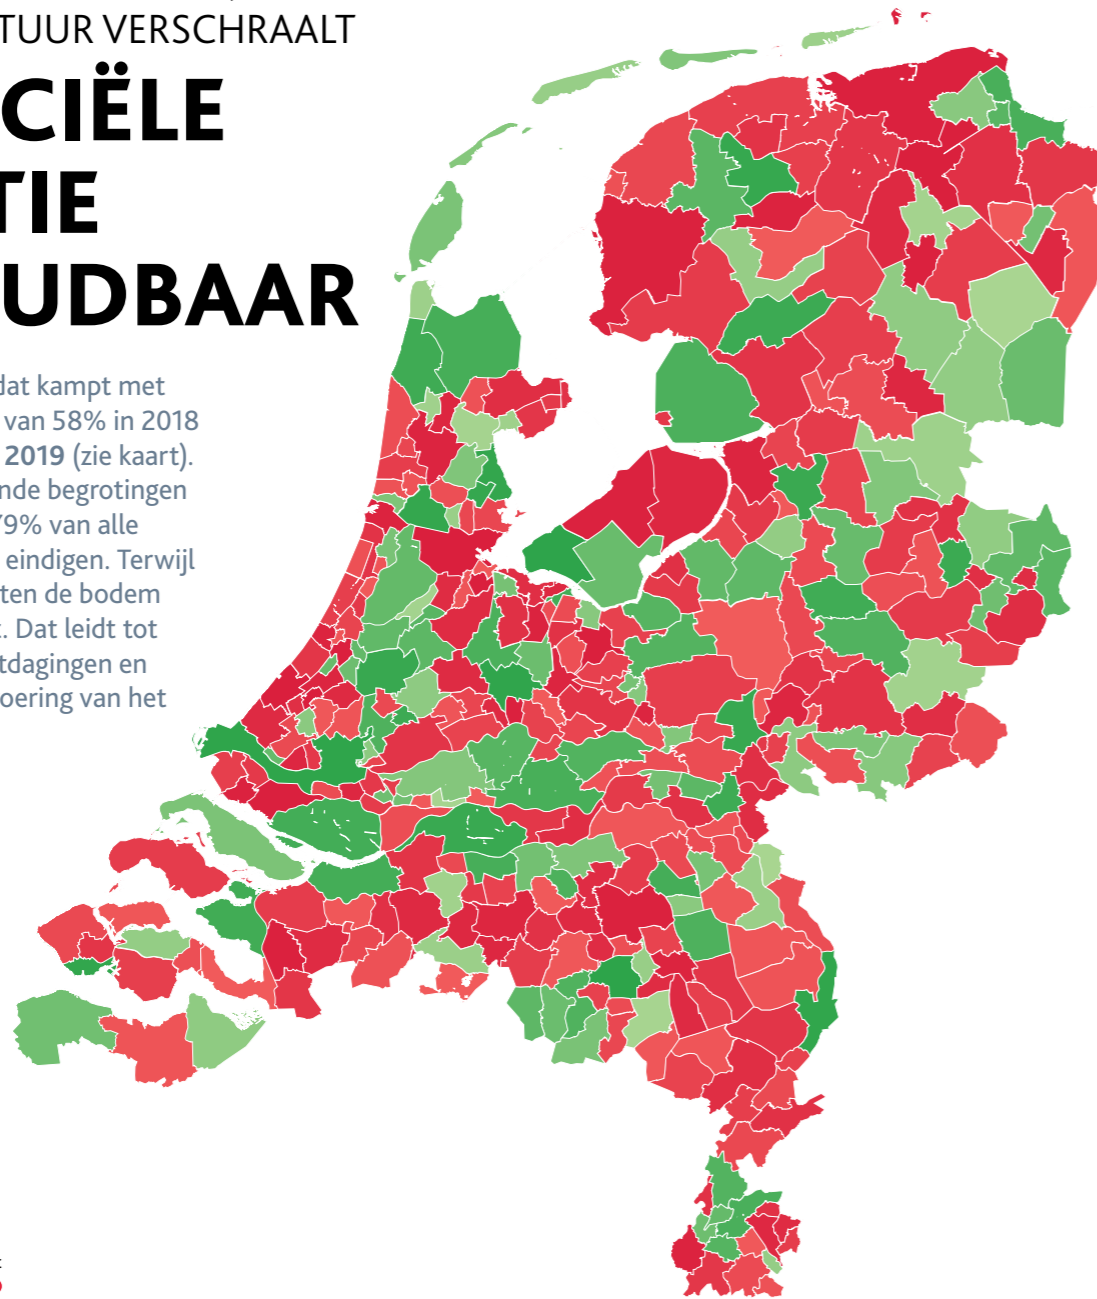 TUUR VERSCHRAALT
CIËLE
TIE
UDBAAR
dat kampt met
van 58% in 2018
2019 (zie kaart).
nde begrotingen
79% van alle
eindigen. Terwijl
ten de bodem
. Dat leidt tot
tdagingen en
oering van het